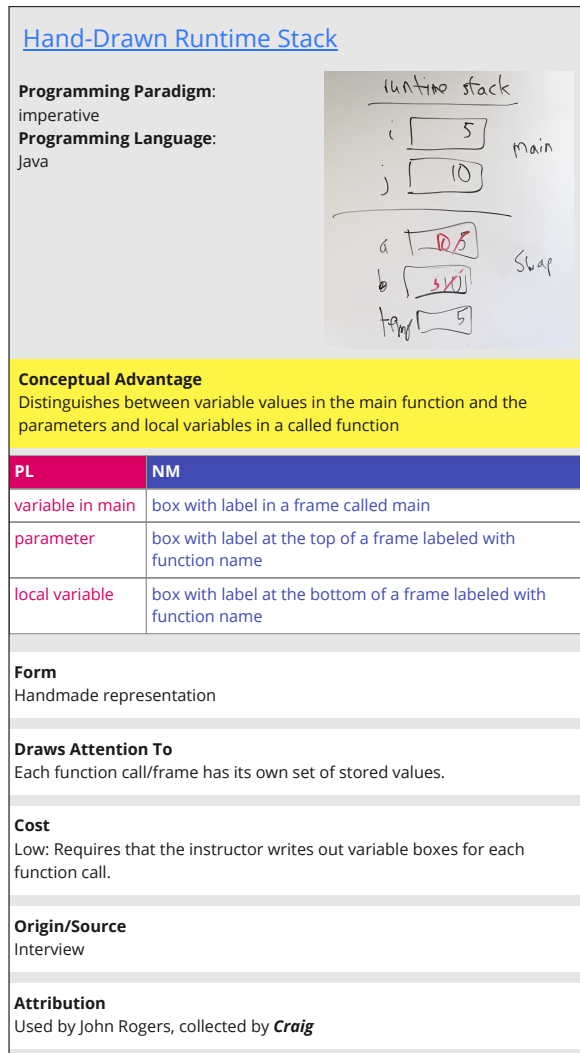 Hand-Drawn Runtime Stack
Programming Paradigm:
imperative
Programming Language:
Java
runtime stack
i 5
main
j 10
a 10 5
swap
b 5 10
temp 5
Conceptual Advantage
Distinguishes between variable values in the main function and the
parameters and local variables in a called function
PL NM
variable in main box with label in a frame called main
parameter box with label at the top of a frame labeled with
function name
local variable box with label at the bottom of a frame labeled with
function name
Form
Handmade representation
Draws Attention To
Each function call/frame has its own set of stored values.
Cost
Low: Requires that the instructor writes out variable boxes for each
function call.
Origin/Source
Interview
Attribution
Used by John Rogers, collected by Craig